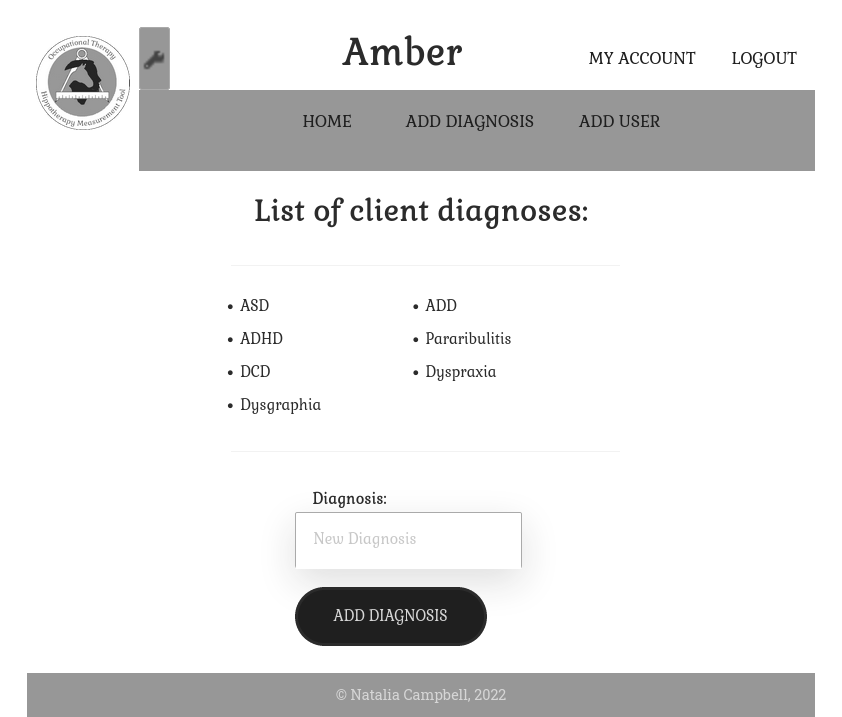 Occupational Therapy
Hippotherapy Measurement Tool
Amber
MY ACCOUNT LOGOUT
HOME ADD DIAGNOSIS ADD USER
List of client diagnoses:
• ASD
• ADHD
• DCD
• Dysgraphia
• ADD
• Pararibulitis
• Dyspraxia
Diagnosis:
New Diagnosis
ADD DIAGNOSIS
© Natalia Campbell, 2022